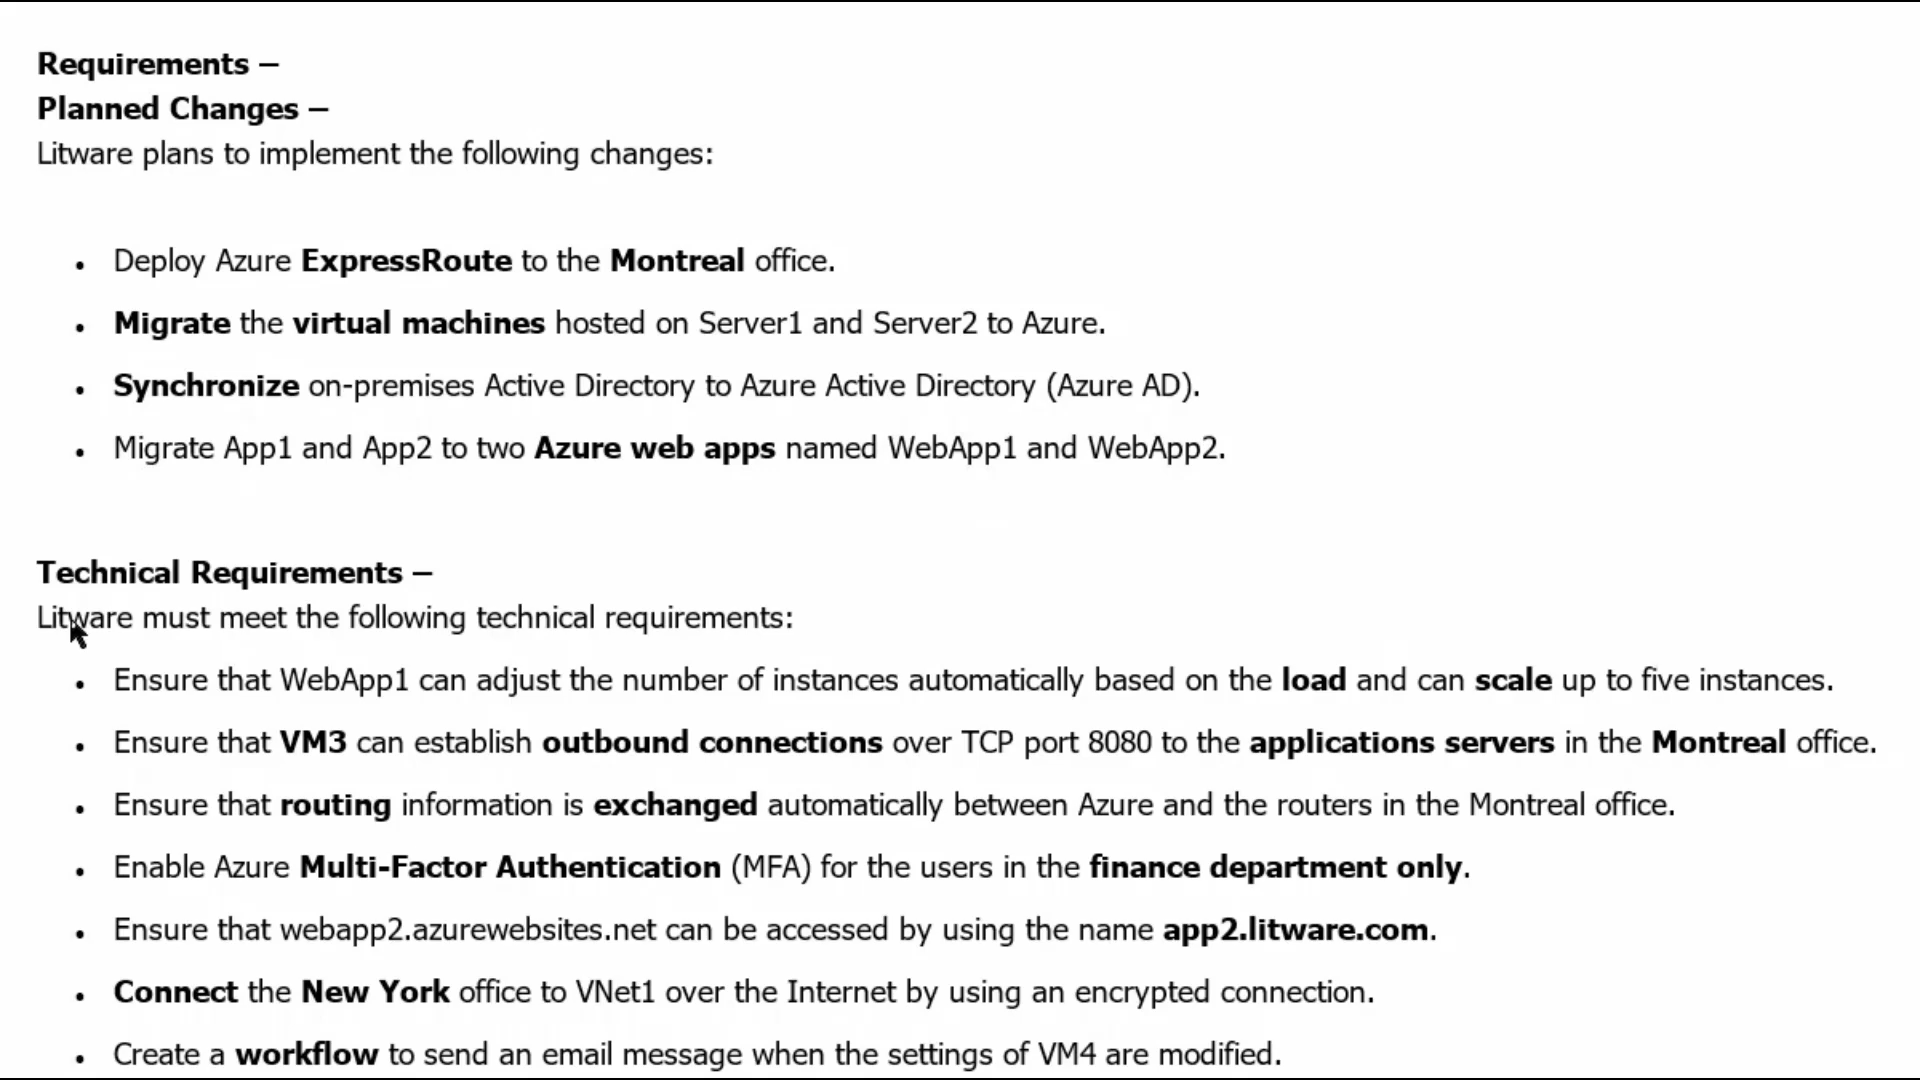 Requirements –
Planned Changes –
Litware plans to implement the following changes:
• Deploy Azure ExpressRoute to the Montreal office.
• Migrate the virtual machines hosted on Server1 and Server2 to Azure.
• Synchronize on-premises Active Directory to Azure Active Directory (Azure AD).
• Migrate App1 and App2 to two Azure web apps named WebApp1 and WebApp2.
Technical Requirements –
Litware must meet the following technical requirements:
• Ensure that WebApp1 can adjust the number of instances automatically based on the load and can scale up to five instances.
• Ensure that VM3 can establish outbound connections over TCP port 8080 to the applications servers in the Montreal office.
• Ensure that routing information is exchanged automatically between Azure and the routers in the Montreal office.
• Enable Azure Multi-Factor Authentication (MFA) for the users in the finance department only.
• Ensure that webapp2.azurewebsites.net can be accessed by using the name app2.litware.com.
• Connect the New York office to VNet1 over the Internet by using an encrypted connection.
• Create a workflow to send an email message when the settings of VM4 are modified.